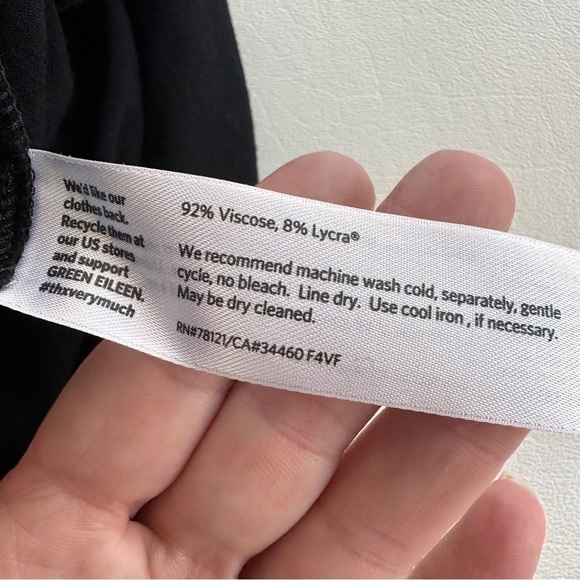 We'd like our
clothes back.
Recycle them at
our US stores
and support
GREEN EILEEN.
#thxverymuch
92% Viscose, 8% Lycra®
We recommend machine wash cold, separately, gentle
cycle, no bleach. Line dry. Use cool iron , if necessary.
May be dry cleaned.
RN#78121/CA#34460 F4VF